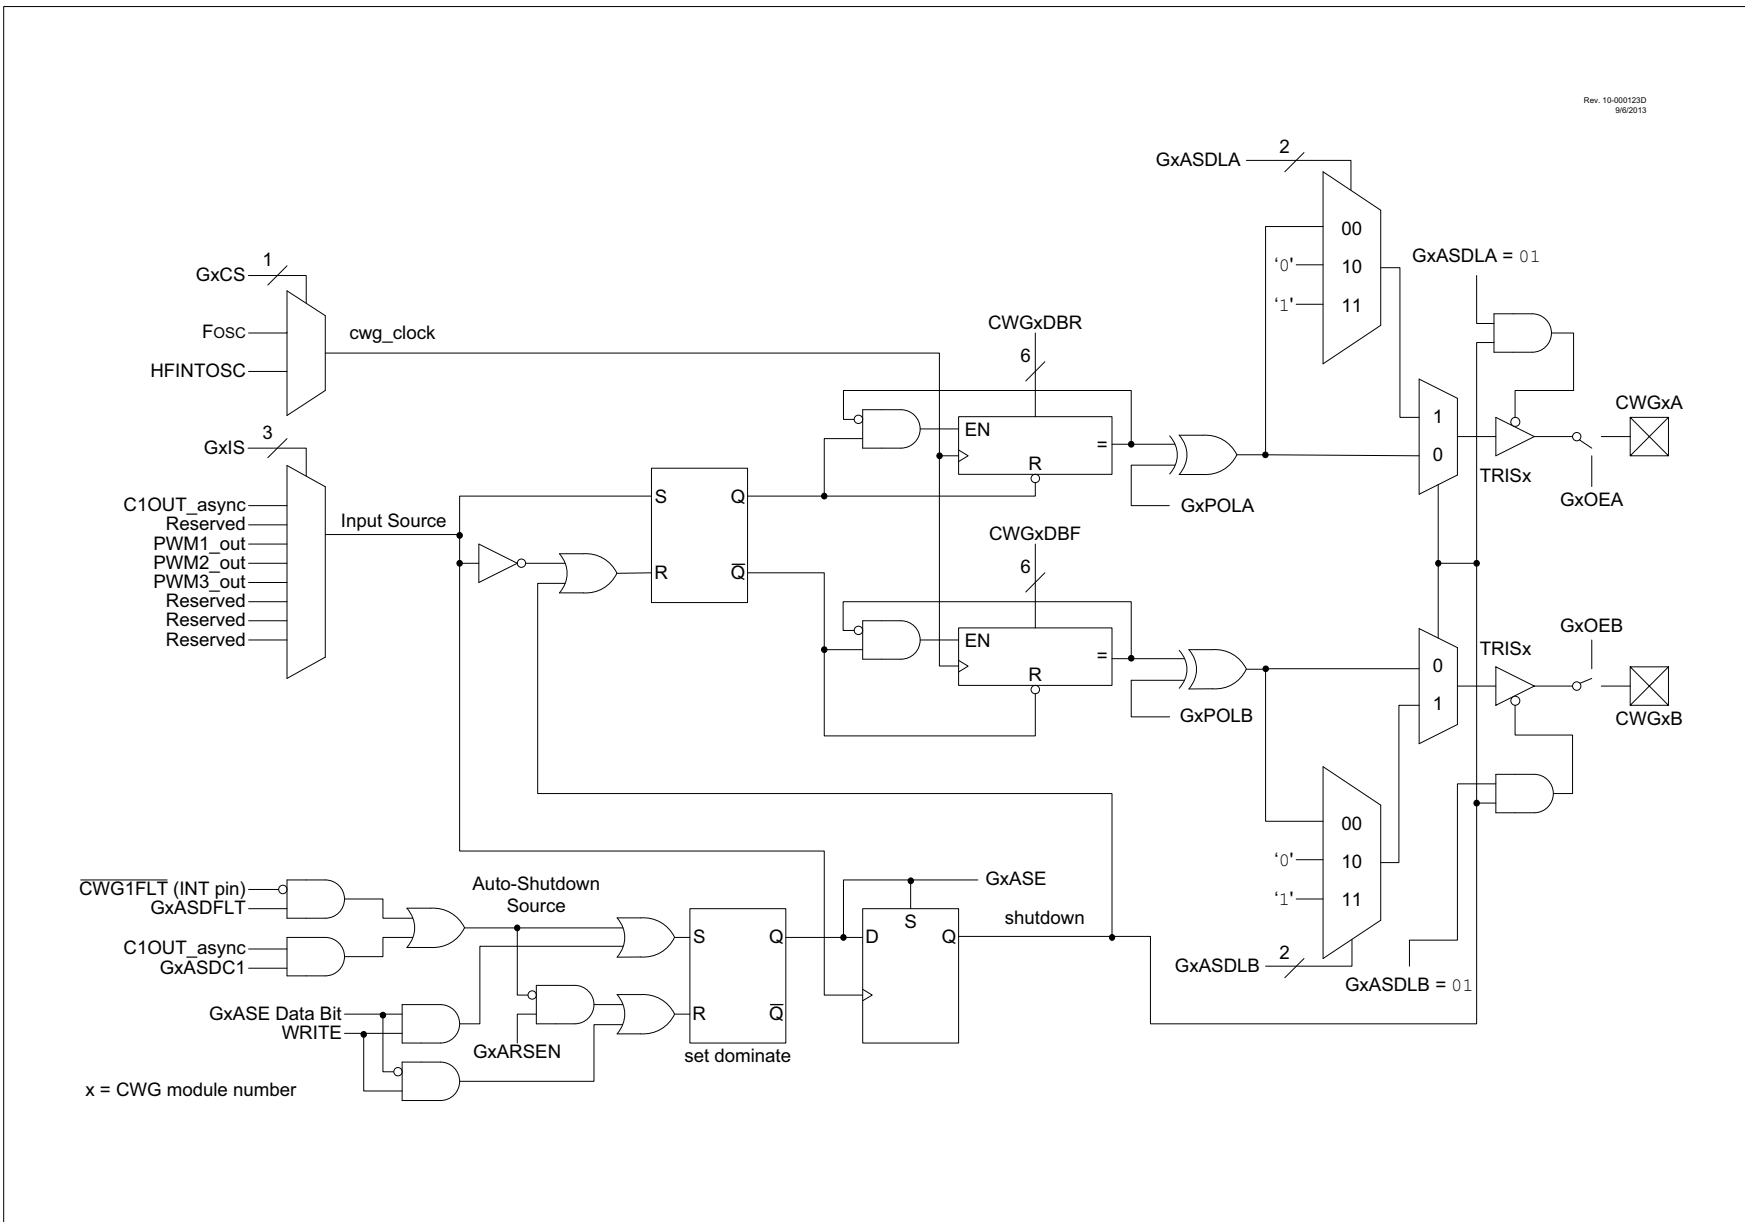 Rev. 10-000123D
9/6/2013
GxASDLA
2
00
'0'
10
'1'
11
GxASDLA = 01
GxCS
1
FOSC
HFINTOSC
cwg_clock
CWGxDBR
6
EN
=
R
GxPOLA
1
0
TRISx
CWGxA
GxOEA
GxIS
3
C1OUT_async
Reserved
PWM1_out
PWM2_out
PWM3_out
Reserved
Reserved
Reserved
Input Source
S
Q
R
Q̅
CWGxDBF
6
EN
=
R
GxPOLB
0
1
TRISx
GxOEB
CWGxB
00
'0'
10
'1'
11
GxASDLB
2
GxASDLB = 01
CWG1FLT (INT pin)
GxASDFLT
C1OUT_async
GxASDC1
Auto-Shutdown
Source
GxASE Data Bit
WRITE
GxARSEN
S
Q
R
Q̅
set dominate
GxASE
S
D
Q
shutdown
x = CWG module number